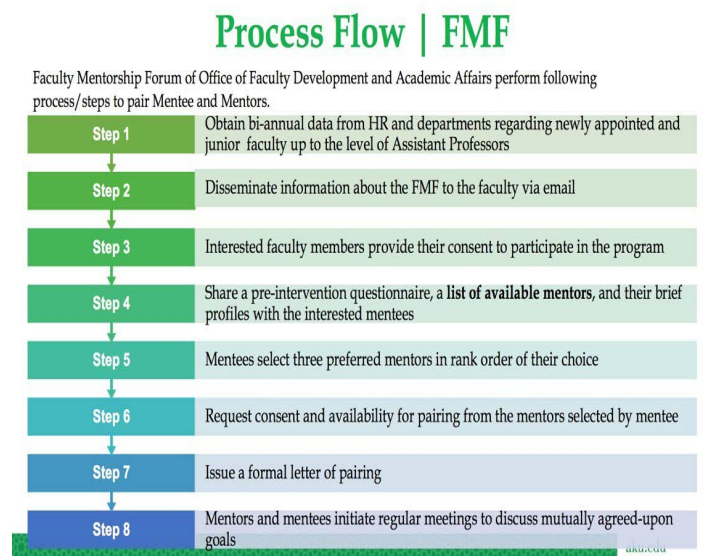 Process Flow | FMF
Faculty Mentorship Forum of Office of Faculty Development and Academic Affairs perform following
process/steps to pair Mentee and Mentors.
Step 1
Obtain bi-annual data from HR and departments regarding newly appointed and
junior faculty up to the level of Assistant Professors
Step 2
Disseminate information about the FMF to the faculty via email
Step 3
Interested faculty members provide their consent to participate in the program
Step 4
Share a pre-intervention questionnaire, a list of available mentors, and their brief
profiles with the interested mentees
Step 5
Mentees select three preferred mentors in rank order of their choice
Step 6
Request consent and availability for pairing from the mentors selected by mentee
Step 7
Issue a formal letter of pairing
Step 8
Mentors and mentees initiate regular meetings to discuss mutually agreed-upon
goals
aku.edu